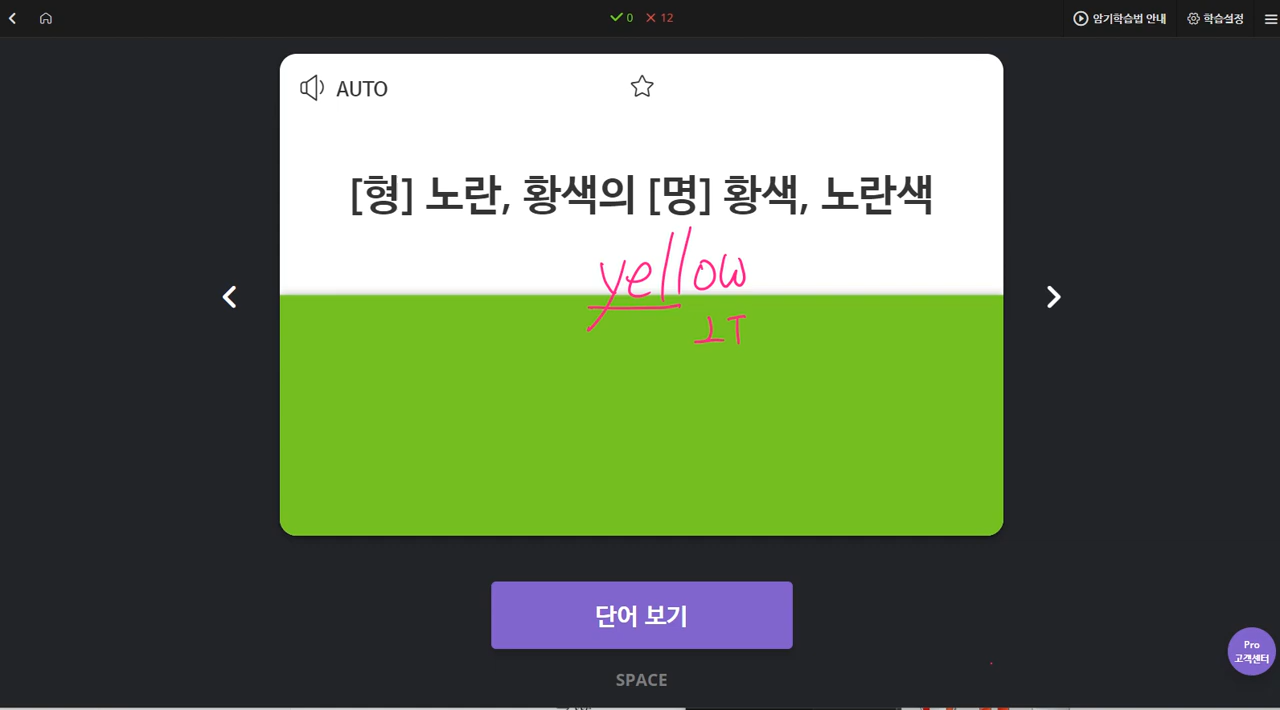 0 12 암기학습법 안내 학습설정
AUTO
[형] 노란, 황색의 [명] 황색, 노란색
yellow
ㅗㅜ
단어 보기
SPACE
Pro
고객센터